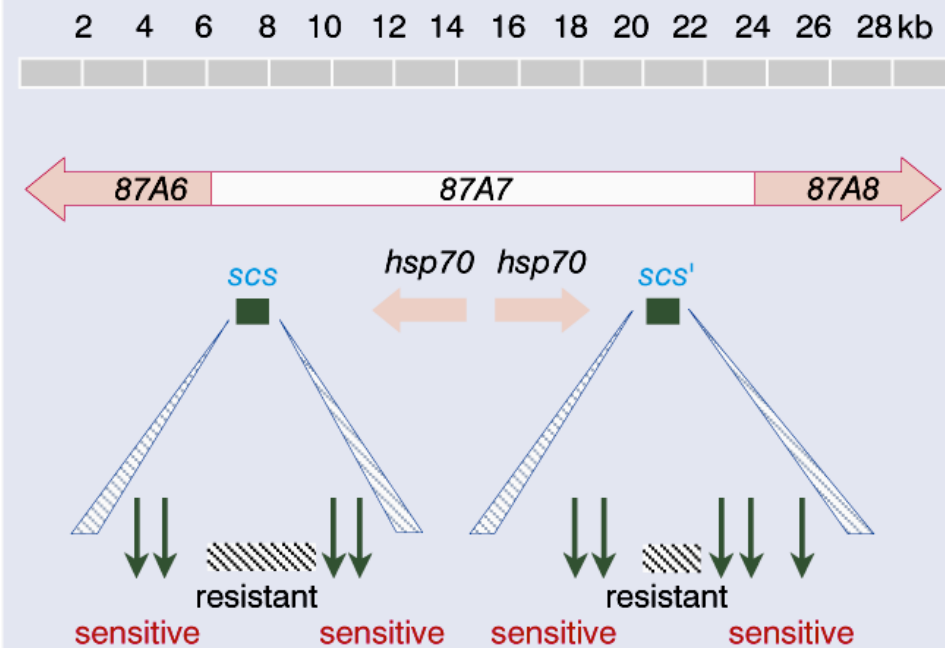 2 4 6 8 10 12 14 16 18 20 22 24 26 28 kb
87A6 87A7 87A8
hsp70 hsp70
scs scs'
resistant resistant
sensitive sensitive sensitive sensitive